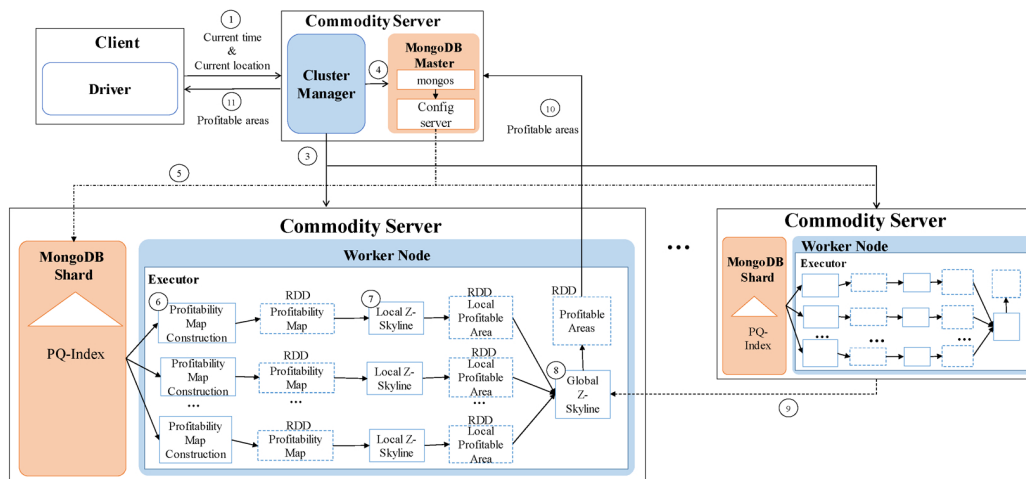 Commodity Server
Client
Driver
1
Current time
&
Current location
11
Profitable areas
Cluster
Manager
4
MongoDB
Master
mongos
Config
server
10
Profitable areas
3
5
Commodity Server
MongoDB
Shard
PQ-Index
Worker Node
Executor
6
Profitability
Map
Construction
RDD
Profitability
Map
7
Local Z-
Skyline
RDD
Local
Profitable
Area
Profitability
Map
Construction
RDD
Profitability
Map
Local Z-
Skyline
RDD
Local
Profitable
Area
...
...
...
Profitability
Map
Construction
RDD
Profitability
Map
Local Z-
Skyline
RDD
Local
Profitable
Area
RDD
Profitable
Areas
8
Global
Z-
Skyline
9
...
Commodity Server
MongoDB
Shard
PQ-
Index
Worker Node
Executor
...
...
...